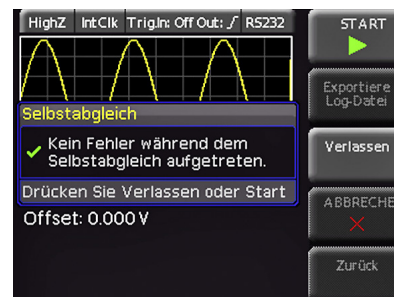 HighZ IntClk Trig.In: Off Out: RS232
START
Exportiere
Log-Datei
Selbstabgleich
Kein Fehler während dem
Selbstabgleich aufgetreten.
Verlassen
Drücken Sie Verlassen oder Start
ABBRECHE
Offset: 0.000 V
Zurück